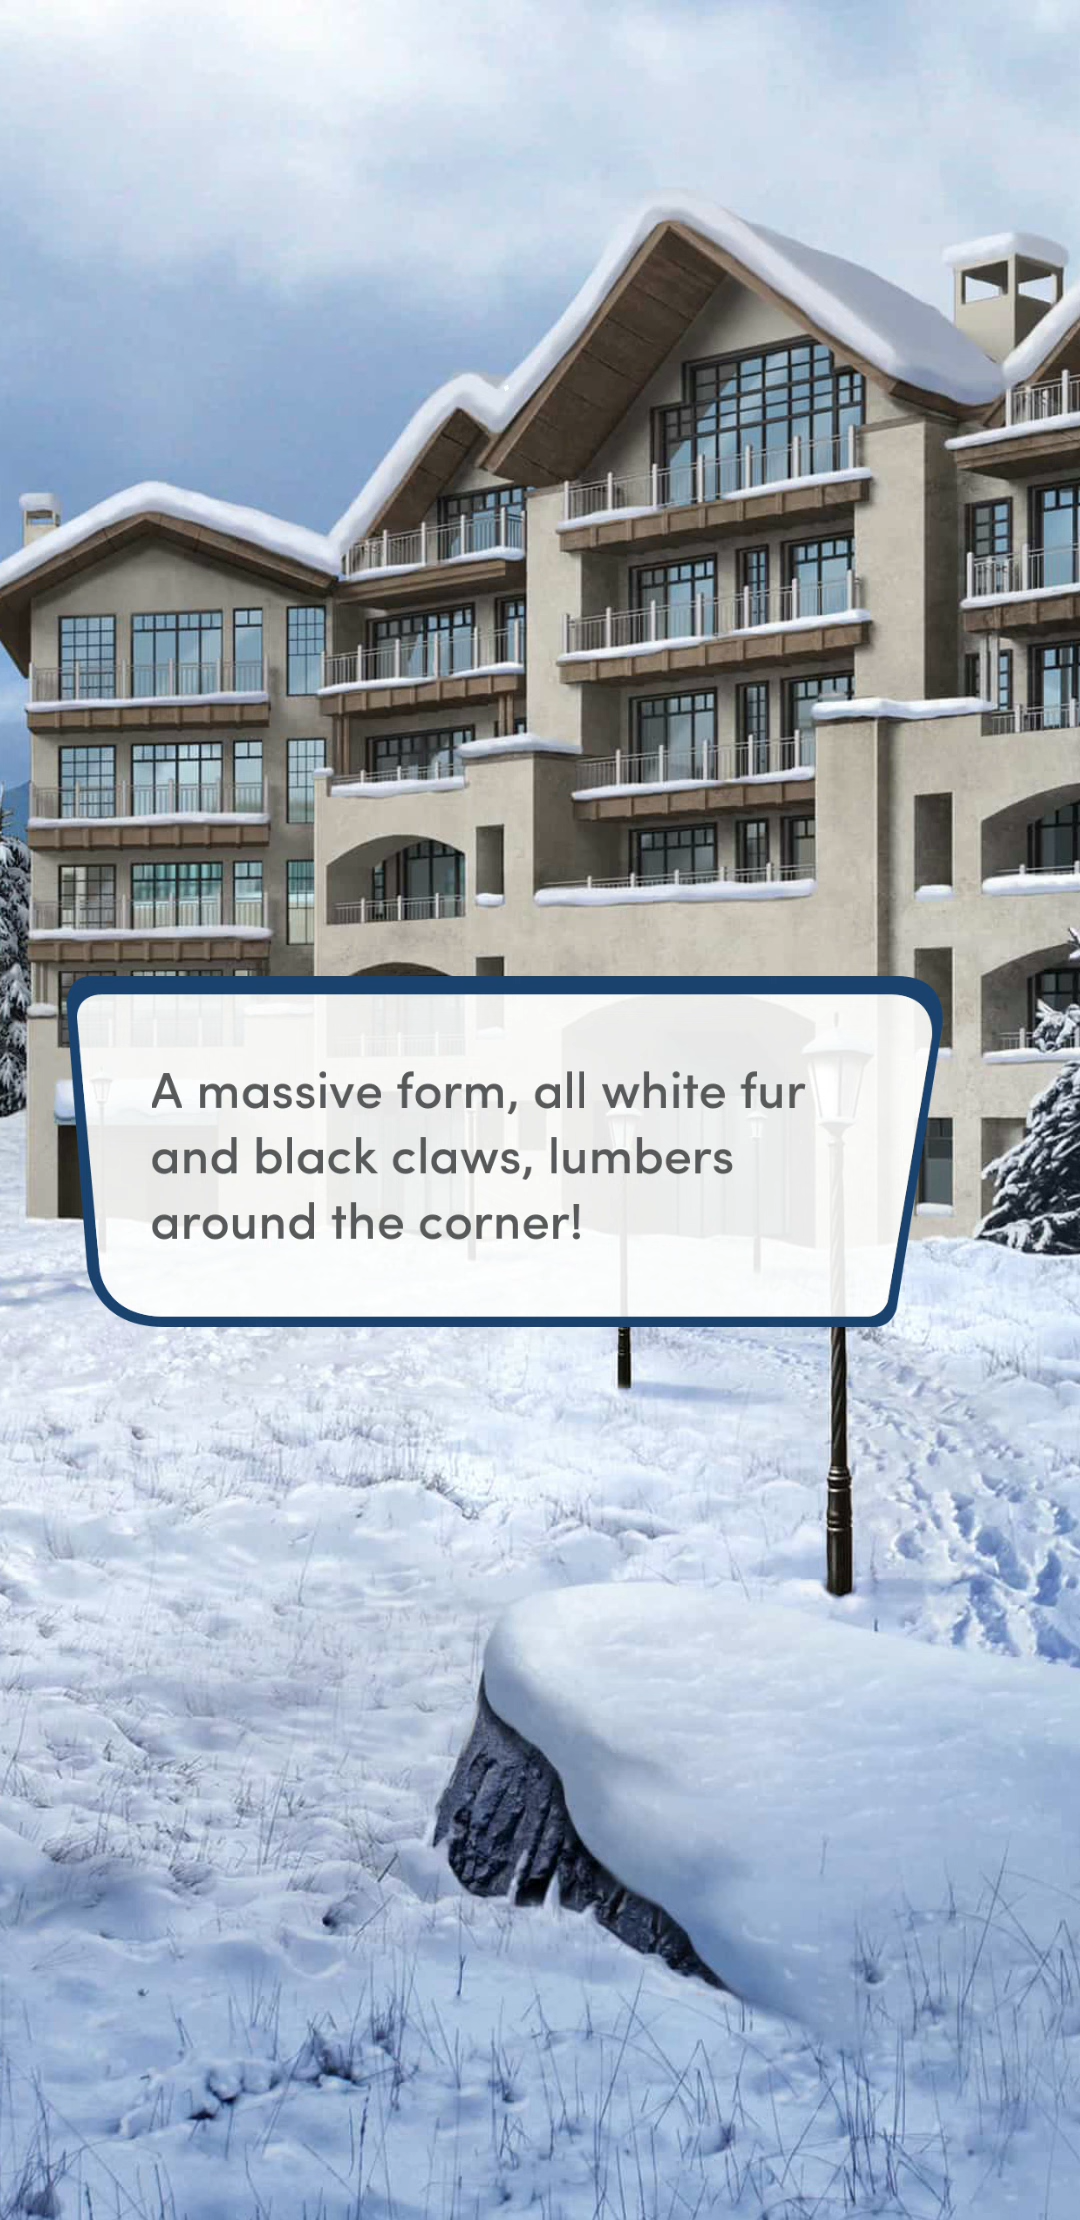 A massive form, all white fur
and black claws, lumbers
around the corner!